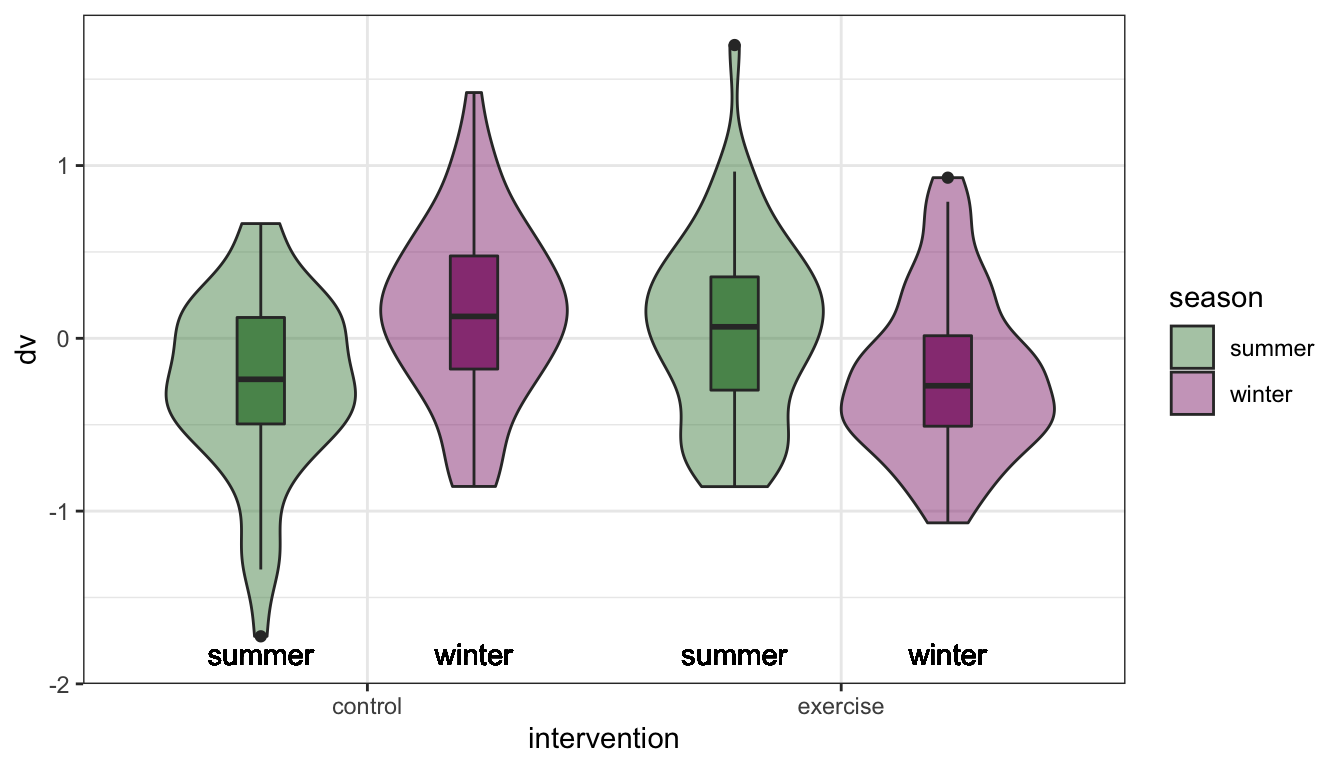 dv
1
0
-1
-2
summer
winter
summer
winter
control
exercise
intervention
season
summer
winter